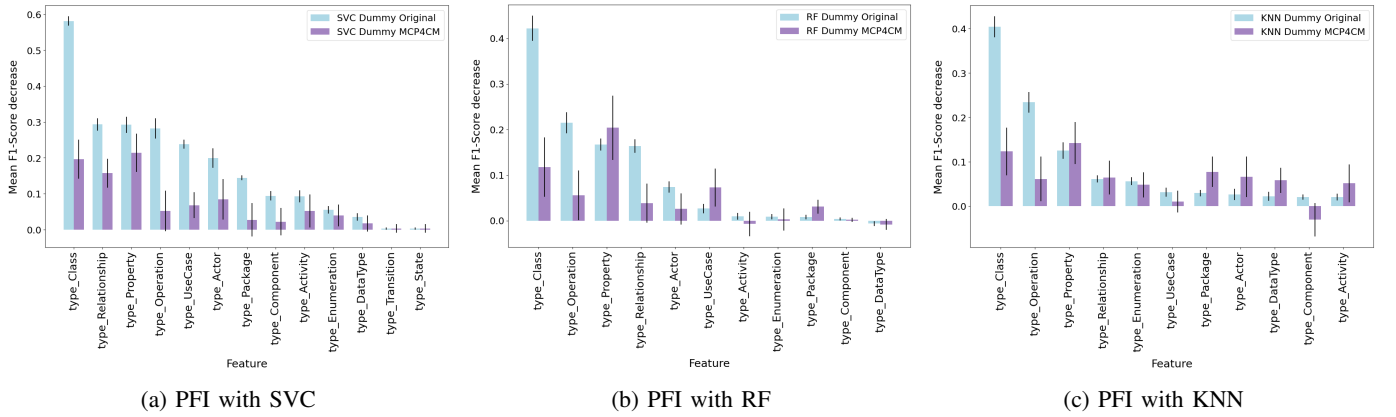 SVC Dummy Original
SVC Dummy MCP4CM
Mean F1-Score decrease
0.6
0.5
0.4
0.3
0.2
0.1
0.0
type_Class
type_Relationship
type_Property
type_Operation
type_UseCase
type_Actor
type_Package
type_Component
type_Activity
type_Enumeration
type_DataType
type_Transition
type_State
Feature
(a) PFI with SVC
RF Dummy Original
RF Dummy MCP4CM
Mean F1-Score decrease
0.4
0.3
0.2
0.1
0.0
type_Class
type_Operation
type_Property
type_Relationship
type_Actor
type_UseCase
type_Activity
type_Enumeration
type_Package
type_Component
type_DataType
Feature
(b) PFI with RF
KNN Dummy Original
KNN Dummy MCP4CM
Mean F1-Score decrease
0.4
0.3
0.2
0.1
0.0
type_Class
type_Operation
type_Property
type_Relationship
type_Enumeration
type_UseCase
type_Package
type_Actor
type_DataType
type_Component
type_Activity
Feature
(c) PFI with KNN